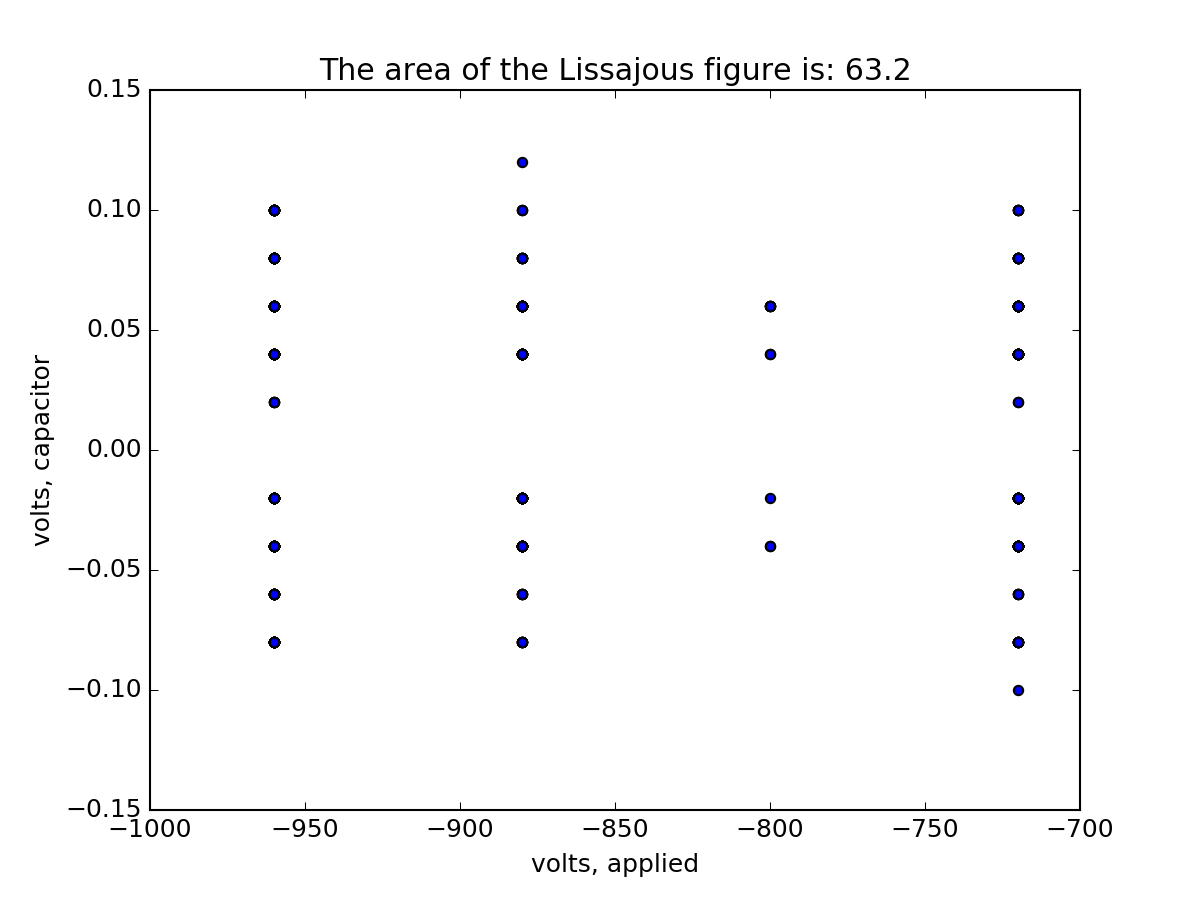 The area of the Lissajous figure is: 63.2
0.15
0.10
0.05
0.00
−0.05
−0.10
−0.15
volts, capacitor
−1000 −950 −900 −850 −800 −750 −700
volts, applied